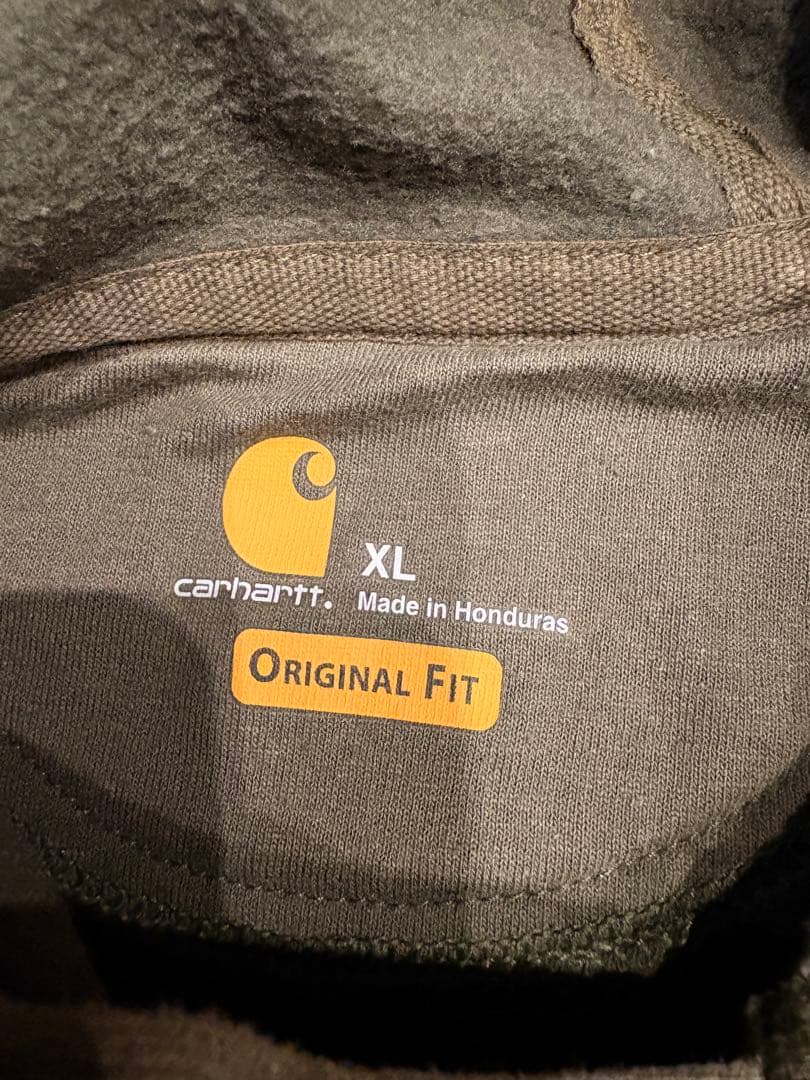 XL
carhartt.
Made in Honduras
ORIGINAL FIT